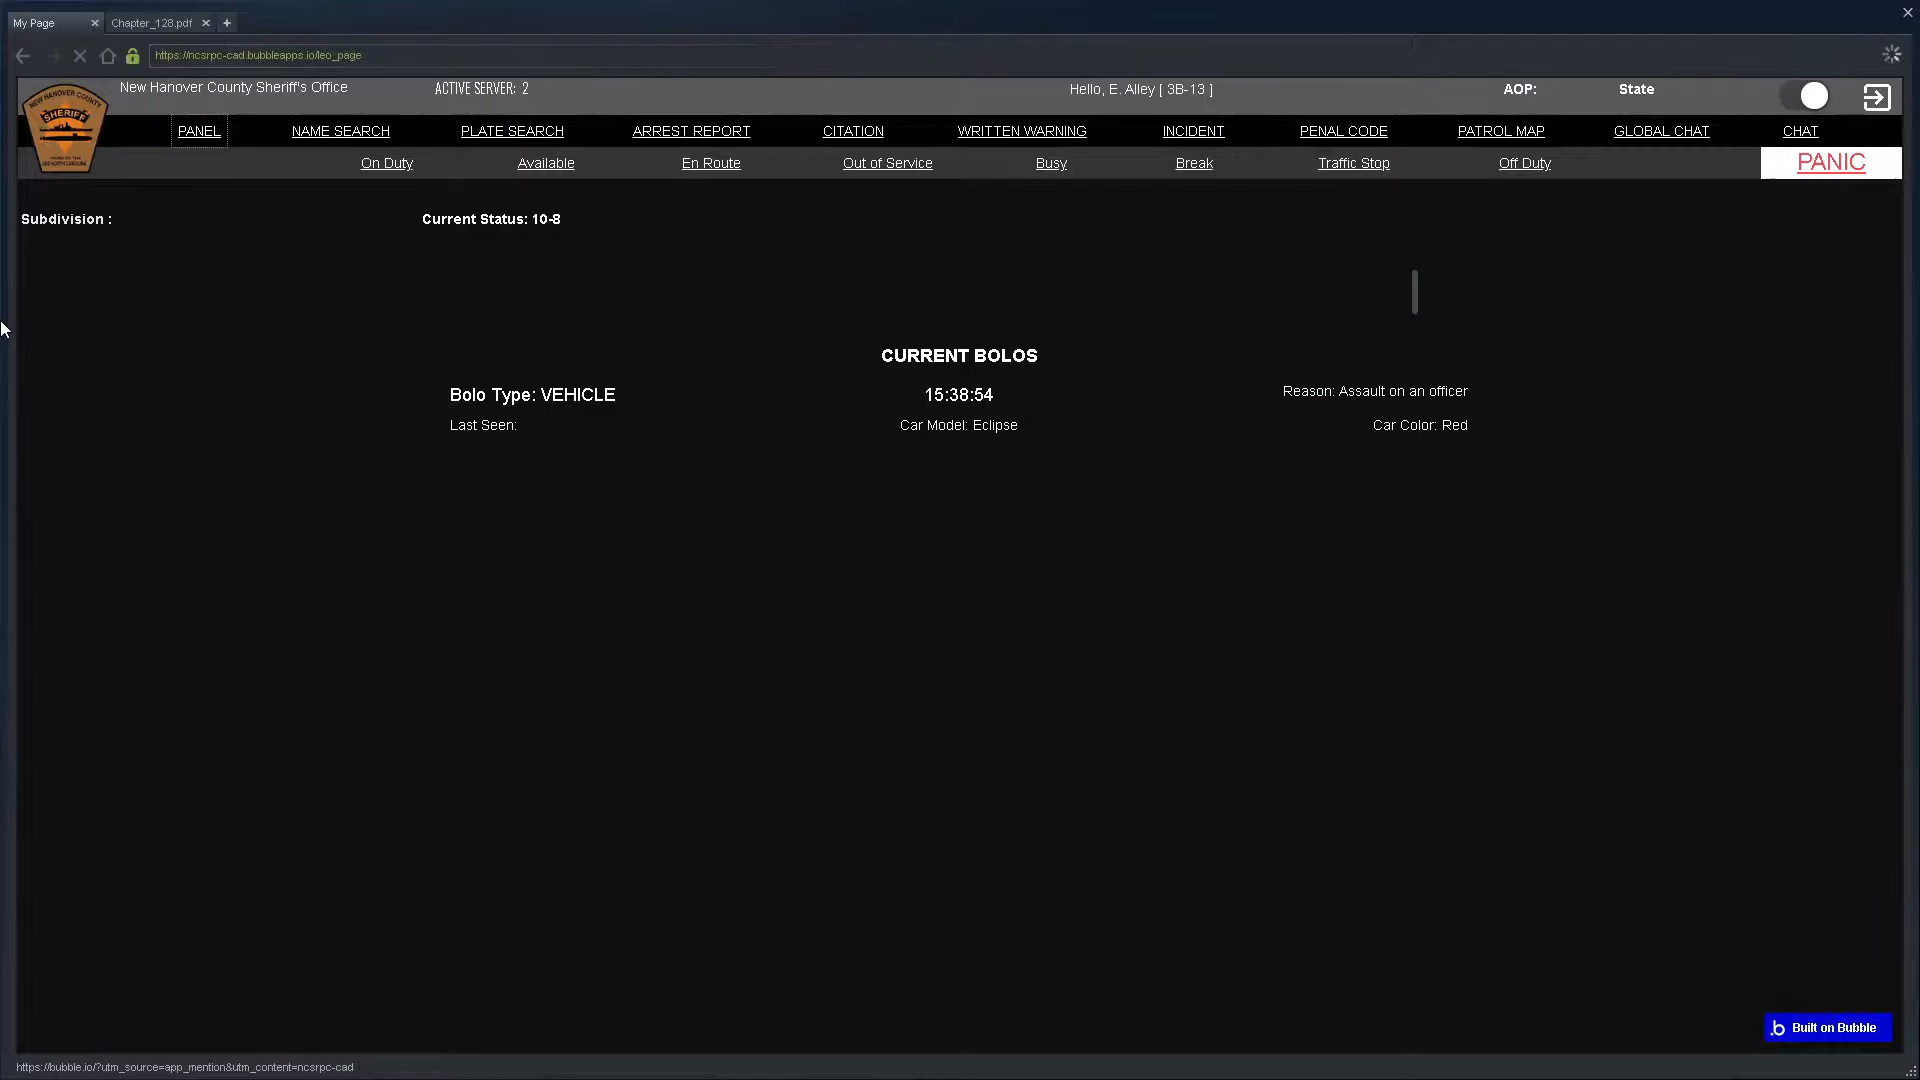 My Page
Chapter_128.pdf
https://ncsrpc-cad.bubbleapps.io/leo_page
New Hanover County Sheriff's Office ACTIVE SERVER: 2 Hello, E. Alley [ 3B-13 ] AOP: State
NEW HANOVER COUNTY
SHERIFF
PANEL NAME SEARCH PLATE SEARCH ARREST REPORT CITATION WRITTEN WARNING INCIDENT PENAL CODE PATROL MAP GLOBAL CHAT CHAT
On Duty Available En Route Out of Service Busy Break Traffic Stop Off Duty PANIC
Subdivision : Current Status: 10-8
CURRENT BOLOS
Bolo Type: VEHICLE 15:38:54 Reason: Assault on an officer
Last Seen: Car Model: Eclipse Car Color: Red
Built on Bubble
https://bubble.io/?utm_source=app_mention&utm_content=ncsrpc-cad